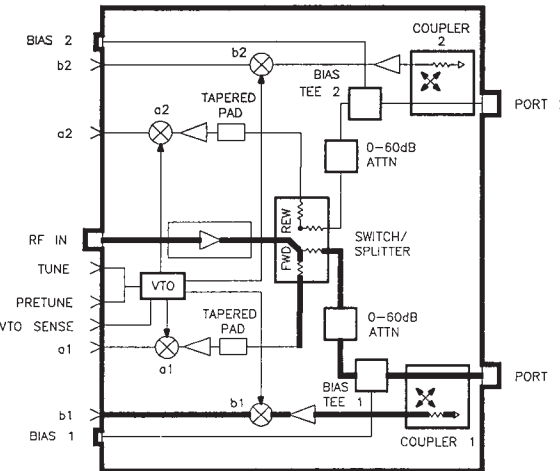 COUPLER
2
BIAS 2
b2
b2
BIAS
TEE 2
PORT
TAPERED
PAD
a2
a2
0-60dB
ATTN
REW
RF IN
FWD
SWITCH/
SPLITTER
TUNE
VTO
PRETUNE
VTO SENSE
TAPERED
PAD
0-60dB
ATTN
a1
a1
PORT
BIAS
TEE 1
b1
b1
BIAS 1
COUPLER 1